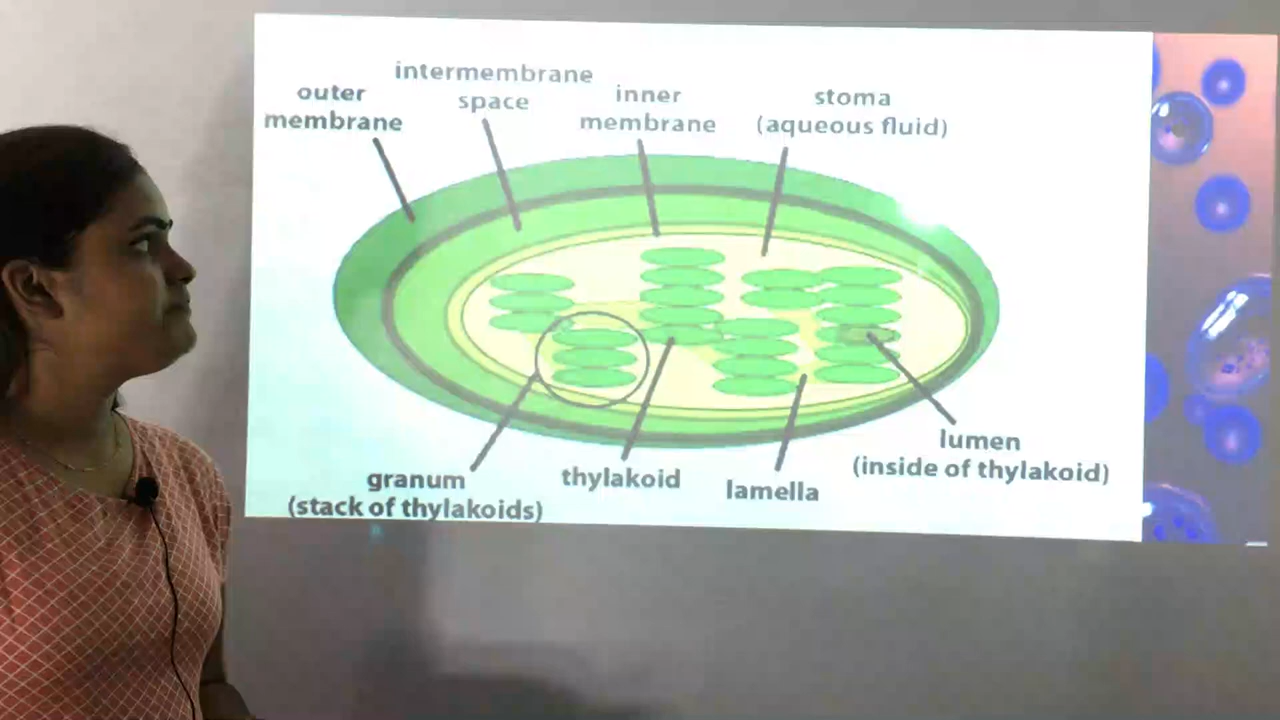 outer
membrane
intermembrane
space
inner
membrane
stoma
(aqueous fluid)
granum
(stack of thylakoids)
thylakoid
lamella
lumen
(inside of thylakoid)